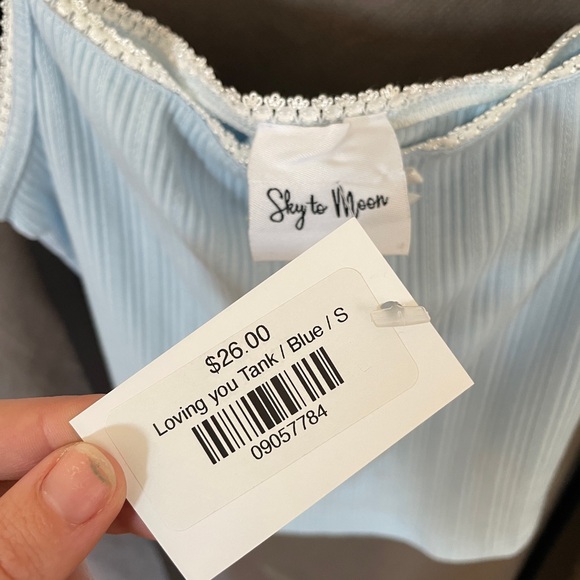 Sky to Moon
$26.00
Loving you Tank / Blue / S
09057784